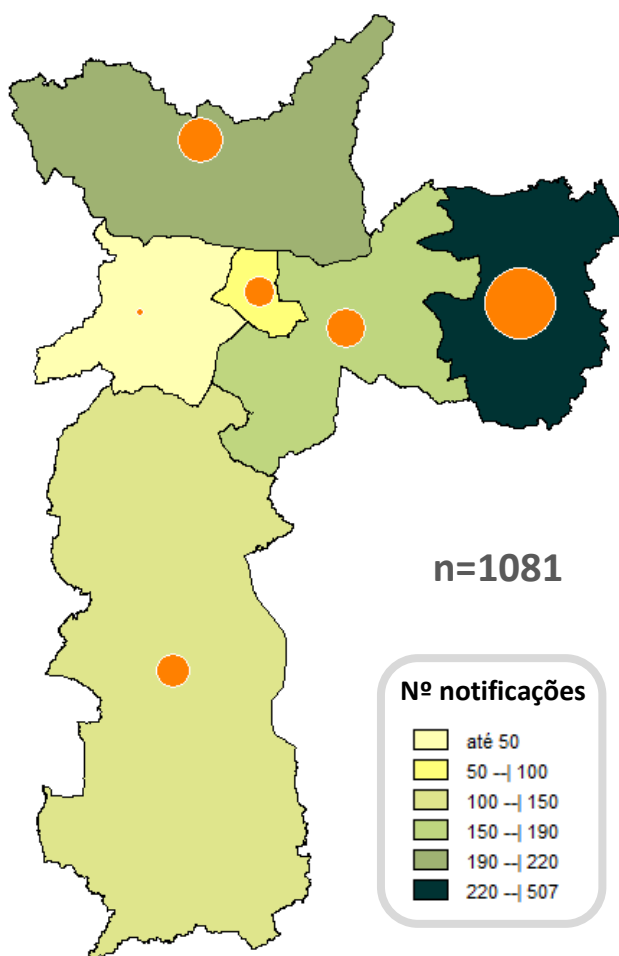 n=1081
Nº notificações
até 50
50 --| 100
100 --| 150
150 --| 190
190 --| 220
220 --| 507